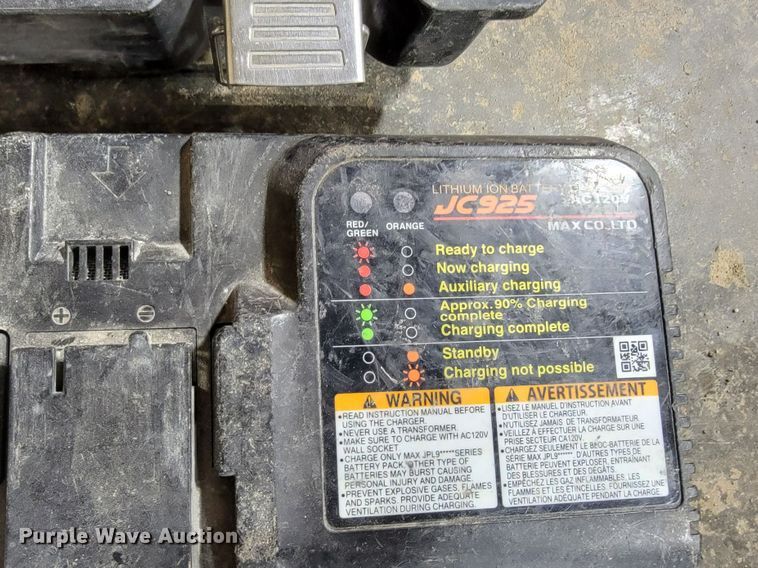 LITHIUM ION BATTERY
JC925 AC120V
MAX CO.,LTD
RED/
GREEN ORANGE
Ready to charge
Now charging
Auxiliary charging
Approx.90% Charging
complete
Charging complete
Standby
Charging not possible
WARNING
•READ INSTRUCTION MANUAL BEFORE
USING THE CHARGER.
•NEVER USE A TRANSFORMER.
•MAKE SURE TO CHARGE WITH AC120V
WALL SOCKET
•CHARGE ONLY MAX JPL9*****SERIES
BATTERY PACK. OTHER TYPE OF
BATTERIES MAY BURST CAUSING
PERSONAL INJURY AND DAMAGE.
•PREVENT EXPLOSIVE GASES, FLAMES
AND SPARKS. PROVIDE ADEQUATE
VENTILATION DURING CHARGING.
AVERTISSEMENT
•LISEZ LE MANUEL D'INSTRUCTION AVANT
D'UTILISER LE CHARGEUR.
•N'UTILISEZ JAMAIS DE TRANSFORMATEUR.
•VEILLEZ À EFFECTUER LA CHARGE SUR UNE
PRISE SECTEUR CA120V.
•CHARGEZ SEULEMENT LE BLOC-BATTERIE DE LA
SÉRIE MAX JPL9***** D'AUTRES TYPES DE
BATTERIE PEUVENT EXPLOSER, ENTRAÎNANT
DES BLESSURES ET DES DÉGÂTS.
•EMPÊCHEZ LES GAZ INFLAMMABLES, LES
FLAMMES ET LES ÉTINCELLES. FOURNISSEZ UNE
VENTILATION ADÉQUATE PENDANT LA CHARGE
Purple Wave Auction